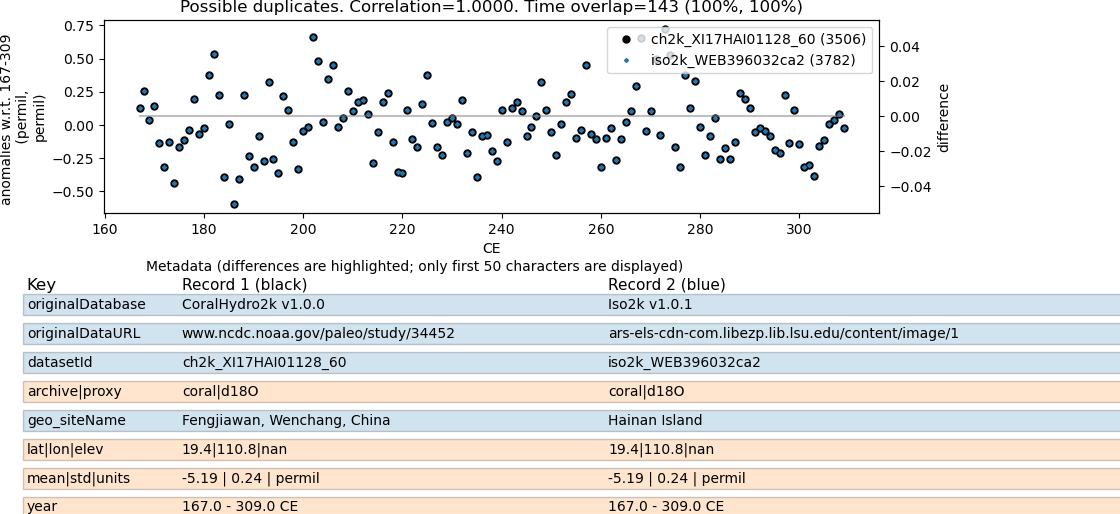 Possible duplicates. Correlation=1.0000. Time overlap=143 (100%, 100%)
anomalies w.r.t. 167-309
(permil,
permil)
0.75
0.50
0.25
0.00
−0.25
−0.50
ch2k_XI17HAI01128_60 (3506)
iso2k_WEB396032ca2 (3782)
0.04
0.02
0.00
−0.02
−0.04
difference
160 180 200 220 240 260 280 300
CE
Metadata (differences are highlighted; only first 50 characters are displayed)
Key Record 1 (black) Record 2 (blue)
originalDatabase CoralHydro2k v1.0.0 Iso2k v1.0.1
originalDataURL www.ncdc.noaa.gov/paleo/study/34452 ars-els-cdn-com.libezp.lib.lsu.edu/content/image/1
datasetId ch2k_XI17HAI01128_60 iso2k_WEB396032ca2
archive|proxy coral|d18O coral|d18O
geo_siteName Fengjiawan, Wenchang, China Hainan Island
lat|lon|elev 19.4|110.8|nan 19.4|110.8|nan
mean|std|units -5.19 | 0.24 | permil -5.19 | 0.24 | permil
year 167.0 - 309.0 CE 167.0 - 309.0 CE